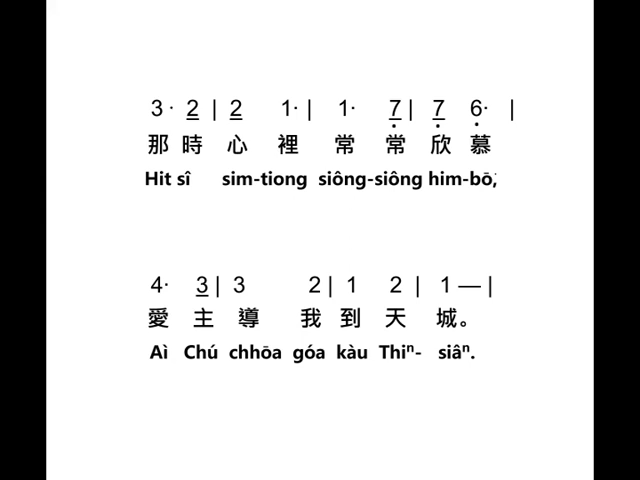 3· 2 | 2 1· | 1· 7̣ | 7̣ 6̣· |
那時心裡常常欣慕
Hit sî sim-tiong siông-siông him-bō,
4· 3 | 3 2 | 1 2 | 1 — |
愛主導我到天城。
Aì Chú chhōa góa kàu Thiⁿ- siâⁿ.